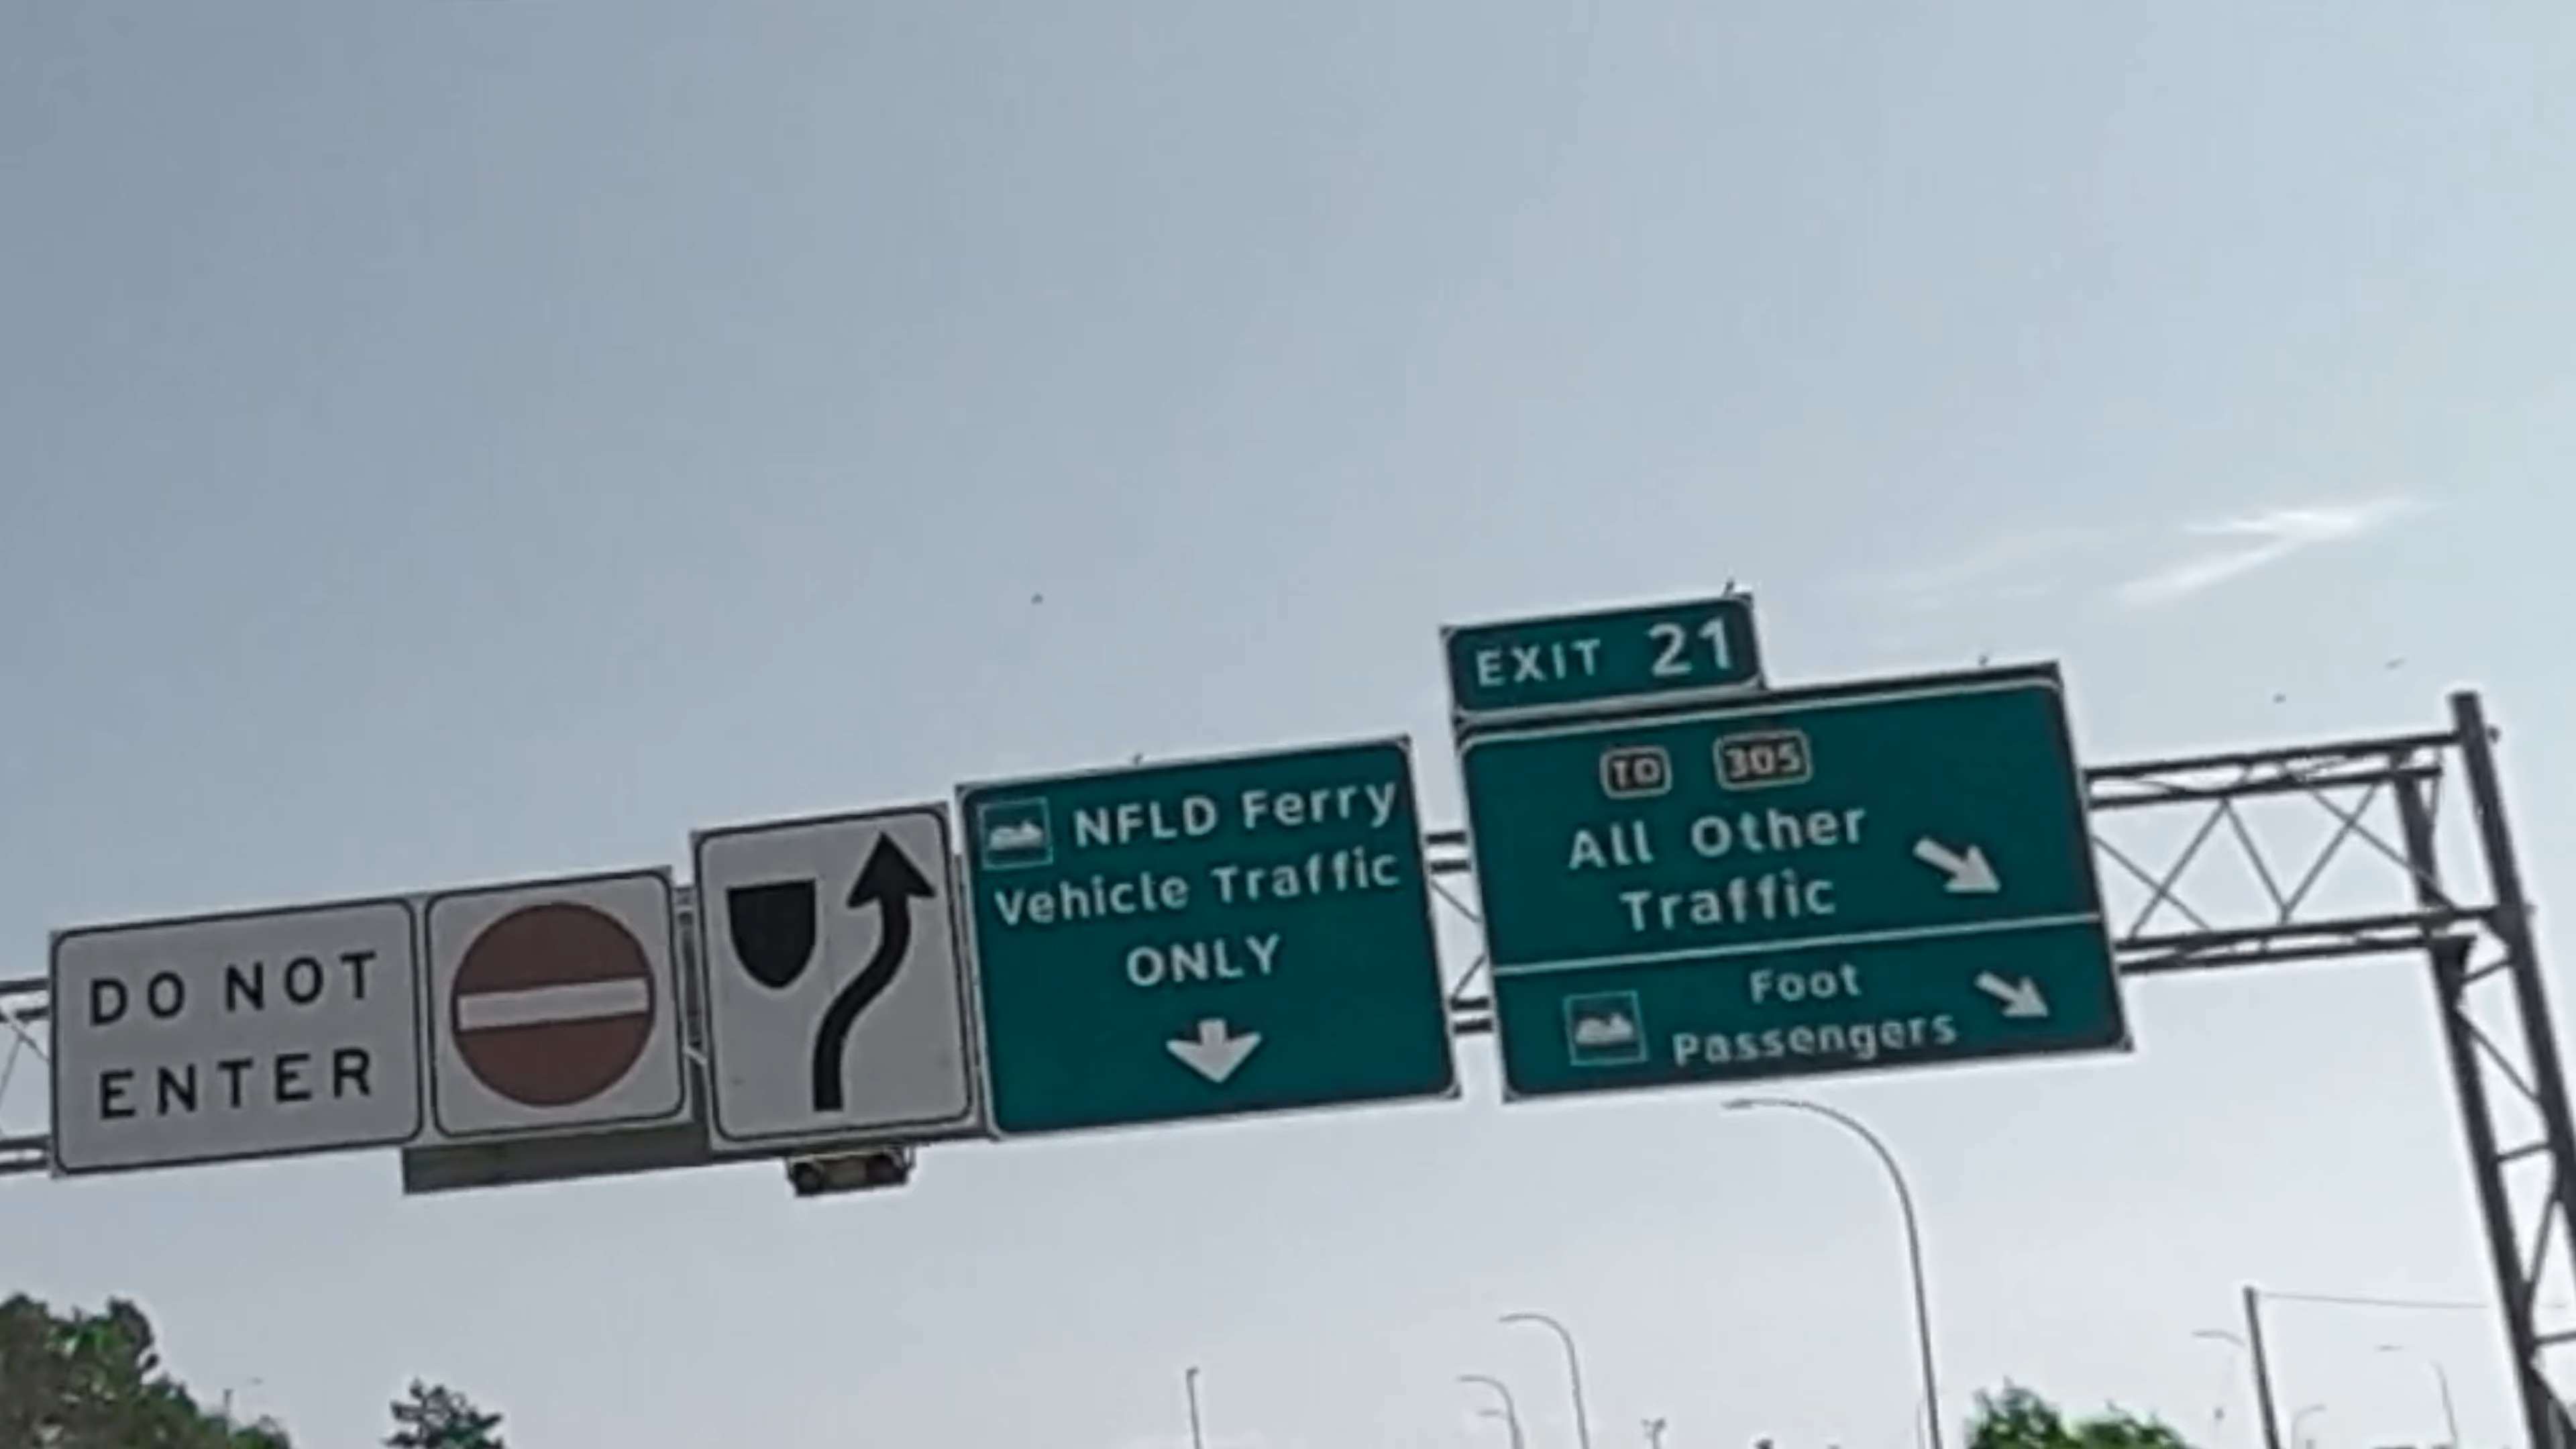 DO NOT
ENTER
NFLD Ferry
Vehicle Traffic
ONLY
EXIT 21
TO 305
All Other
Traffic
Foot
Passengers